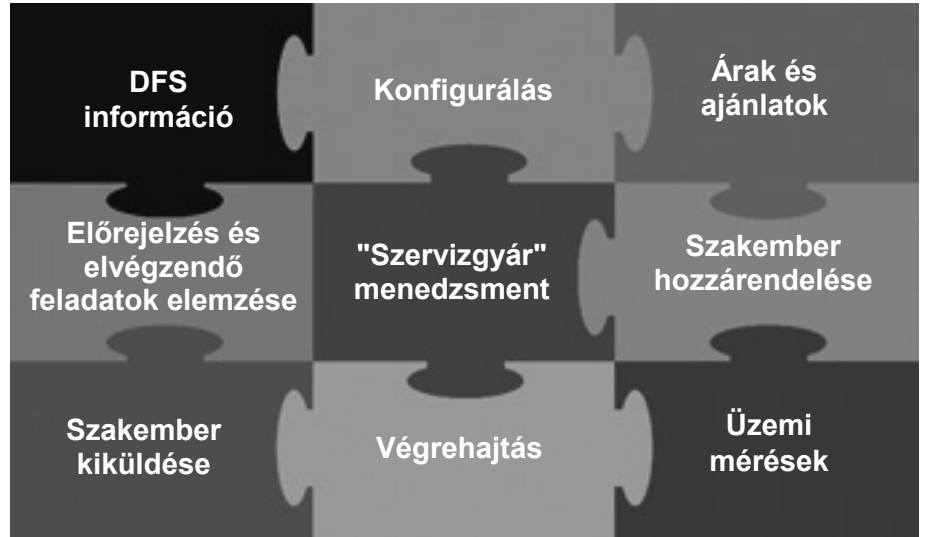 DFS
információ
Konfigurálás
Árak és
ajánlatok
Előrejelzés és
elvégzendő
feladatok elemzése
"Szervizgyár"
menedzsment
Szakember
hozzárendelése
Szakember
kiküldése
Végrehajtás
Üzemi
mérések